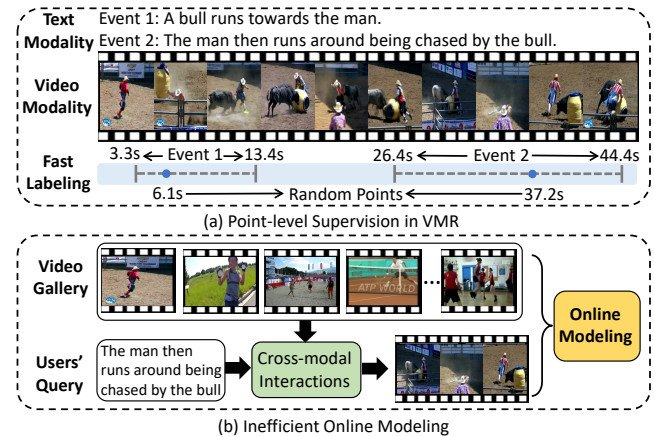 Text Event 1: A bull runs towards the man.
Modality Event 2: The man then runs around being chased by the bull.
Video
Modality
Fast
Labeling
3.3s Event 1 13.4s 26.4s Event 2 44.4s
6.1s Random Points 37.2s
(a) Point-level Supervision in VMR
Video
Gallery
ATP WORLD
...
Online
Modeling
Users'
Query
The man then
runs around being
chased by the bull
Cross-modal
Interactions
(b) Inefficient Online Modeling